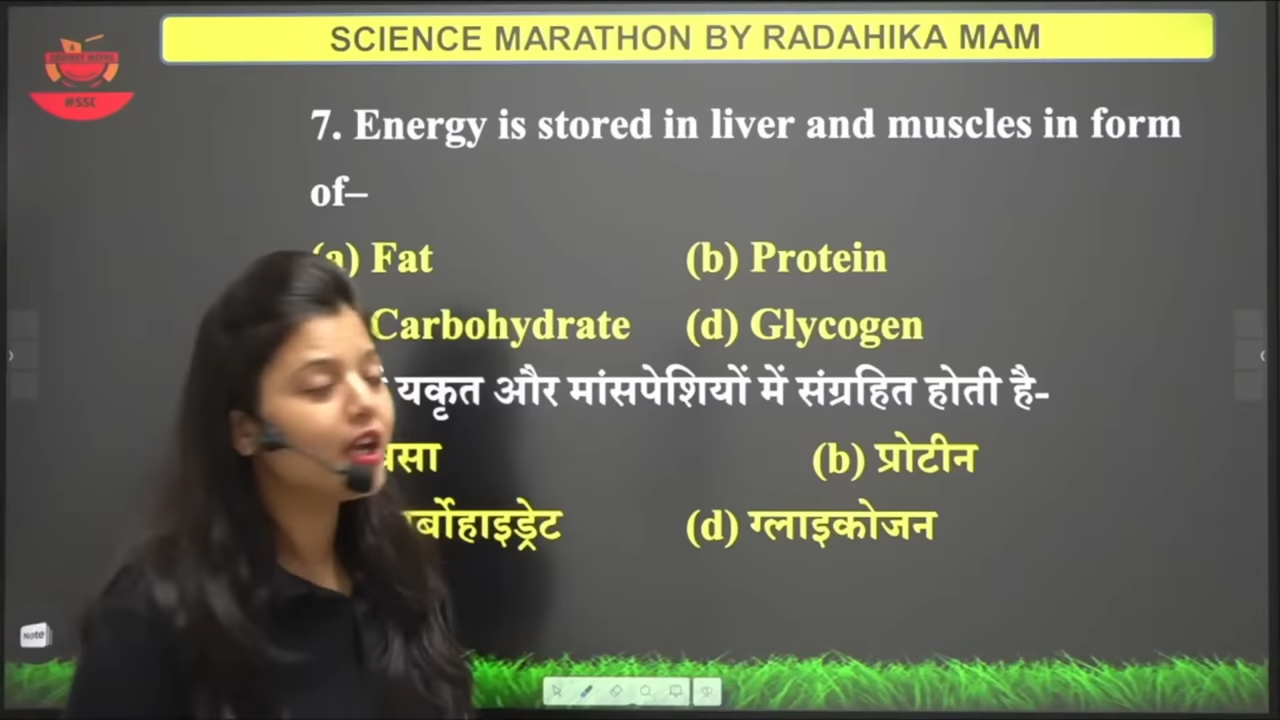 SCIENCE MARATHON BY RADAHIKA MAM
#SSC
7. Energy is stored in liver and muscles in form
of–
(a) Fat (b) Protein
Carbohydrate (d) Glycogen
यकृत और मांसपेशियों में संग्रहित होती है-
(b) प्रोटीन
(d) ग्लाइकोजन
Note